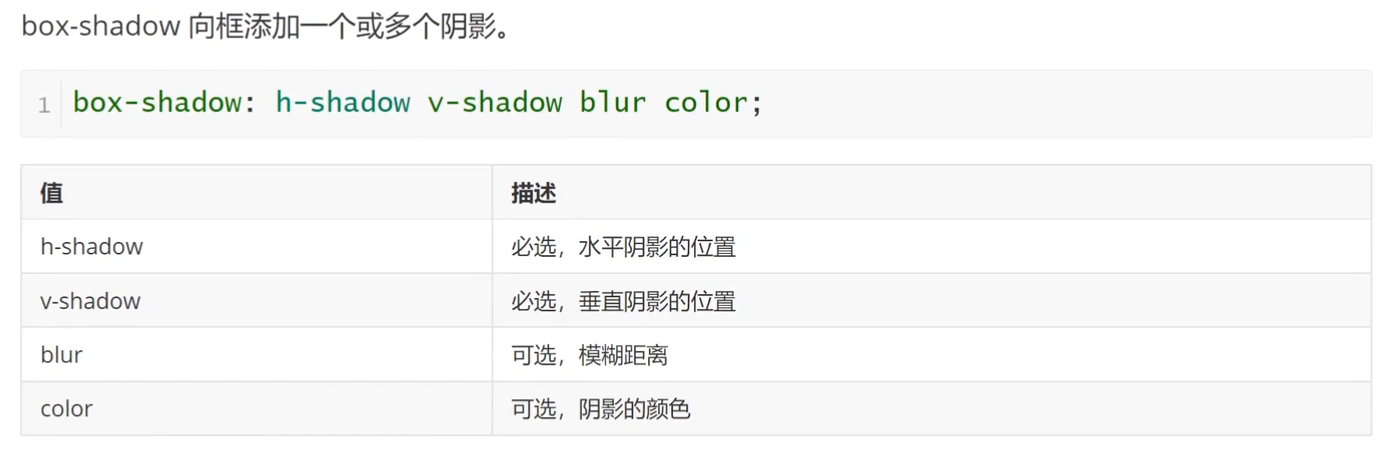 box-shadow 向框添加一个或多个阴影。
1 box-shadow: h-shadow v-shadow blur color;
值 描述
h-shadow 必选，水平阴影的位置
v-shadow 必选，垂直阴影的位置
blur 可选，模糊距离
color 可选，阴影的颜色